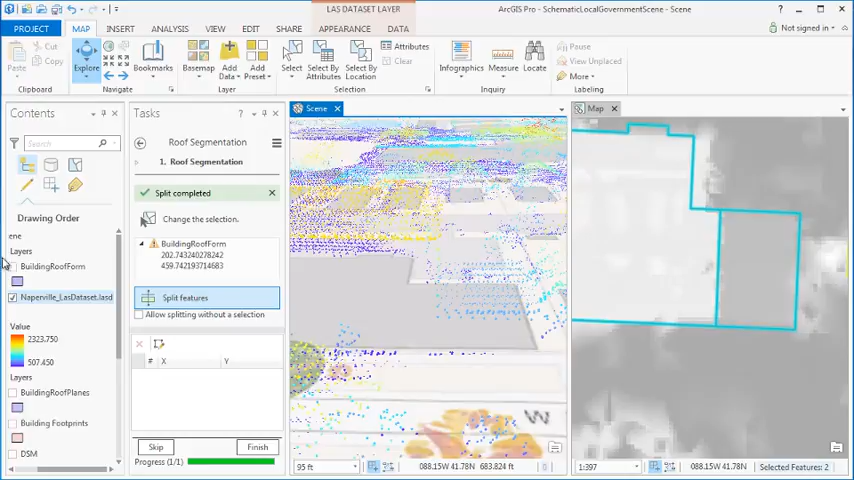 LAS DATASET LAYER
ArcGIS Pro - SchematicLocalGovernmentScene - Scene
?
PROJECT MAP INSERT ANALYSIS VIEW EDIT SHARE APPEARANCE DATA
Not signed in
Paste
Cut
Copy
Clipboard
Explore
Bookmarks
Navigate
Basemap
Add Data
Add Preset
Layer
Select
Select By Attributes
Select By Location
Attributes
Clear
Selection
Infographics
Measure
Locate
Inquiry
Pause
View Unplaced
More
Labeling
Contents
Search
Drawing Order
ene
Layers
BuildingRoofForm
Naperville_LasDataset.lasd
Value
2323.750
507.450
Layers
BuildingRoofPlanes
Building Footprints
DSM
Tasks
?
Roof Segmentation
1. Roof Segmentation
Split completed
Change the selection.
BuildingRoofForm
202.743240278242
459.742193714683
Split features
Allow splitting without a selection
# X Y
Skip Finish
Progress (1/1)
Scene
W
95 ft
088.15W 41.78N 683.824 ft
0
Map
1:397
088.15W 41.78N
Selected Features: 2